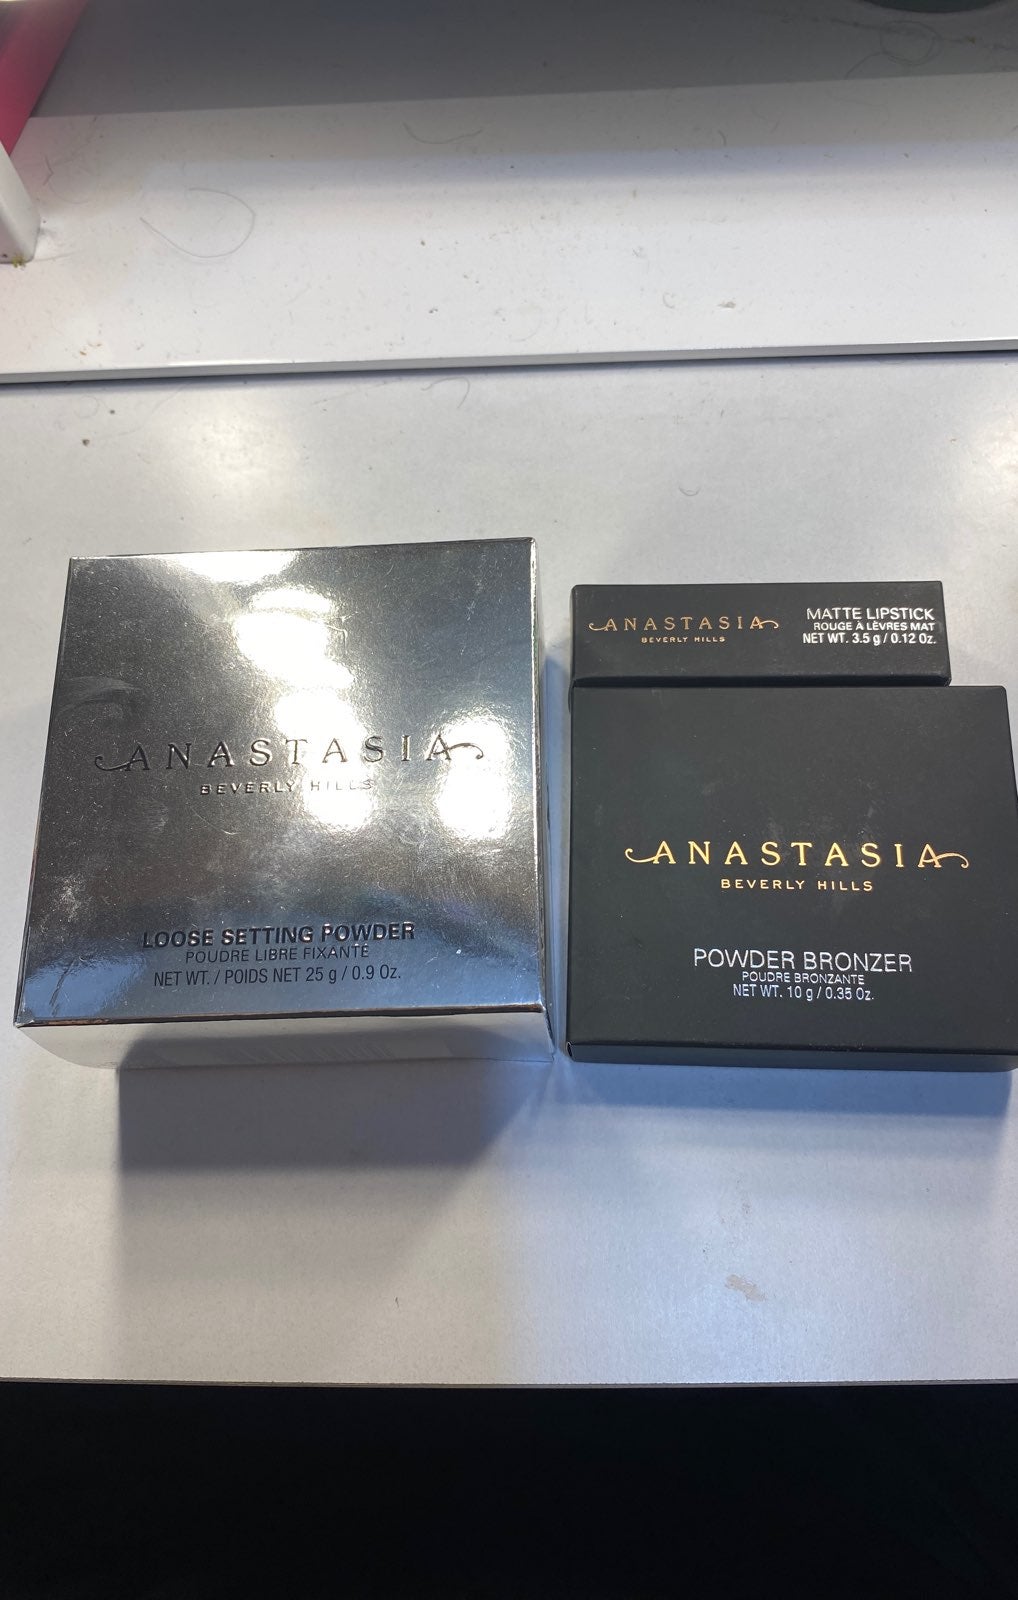 ANASTASIA
BEVERLY HILLS
LOOSE SETTING POWDER
POUDRE LIBRE FIXANTE
NET WT. / POIDS NET 25 g / 0.9 Oz.
ANASTASIA
BEVERLY HILLS
MATTE LIPSTICK
ROUGE À LÈVRES MAT
NET WT. 3.5 g / 0.12 Oz.
ANASTASIA
BEVERLY HILLS
POWDER BRONZER
POUDRE BRONZANTE
NET WT. 10 g / 0.35 Oz.